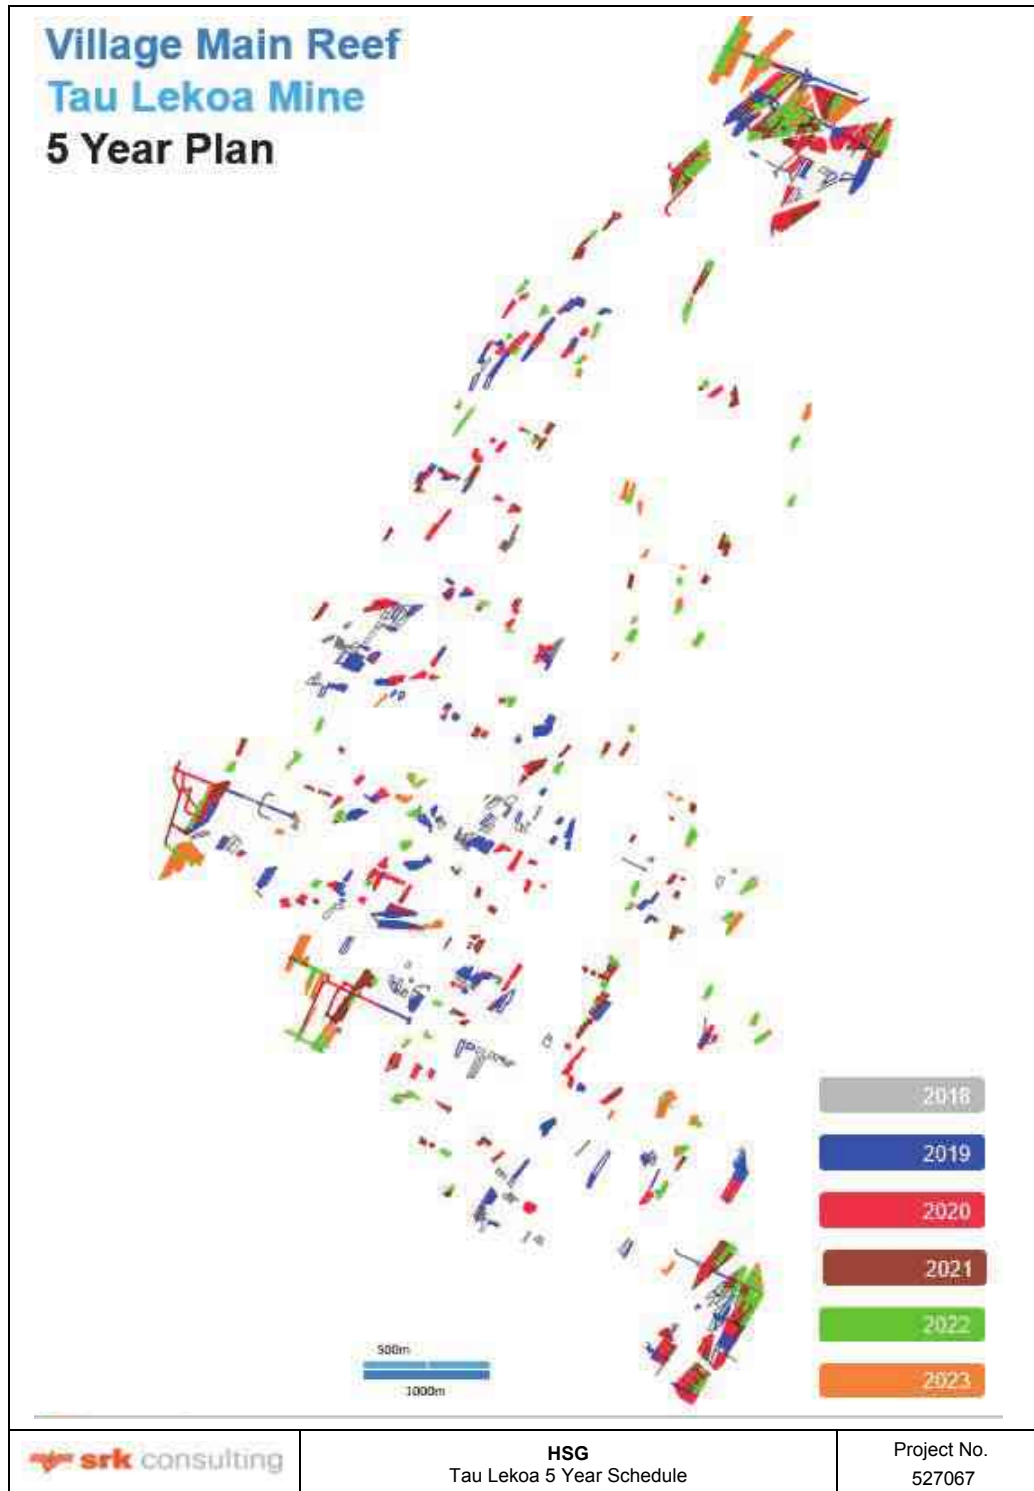 Village Main Reef
Tau Lekoa Mine
5 Year Plan
2018
2019
2020
2021
2022
2023
500m
1000m
srk consulting
HSG
Tau Lekoa 5 Year Schedule
Project No.
527067